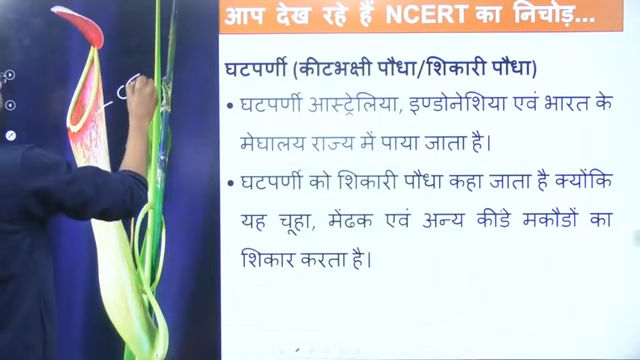 आप देख रहे हैं NCERT का निचोड़...
घटपर्णी (कीटभक्षी पौधा/शिकारी पौधा)
• घटपर्णी आस्ट्रेलिया, इण्डोनेशिया एवं भारत के
मेघालय राज्य में पाया जाता है।
• घटपर्णी को शिकारी पौधा कहा जाता है क्योंकि
यह चूहा, मेंढक एवं अन्य कीडे मकौडों का
शिकार करता है।